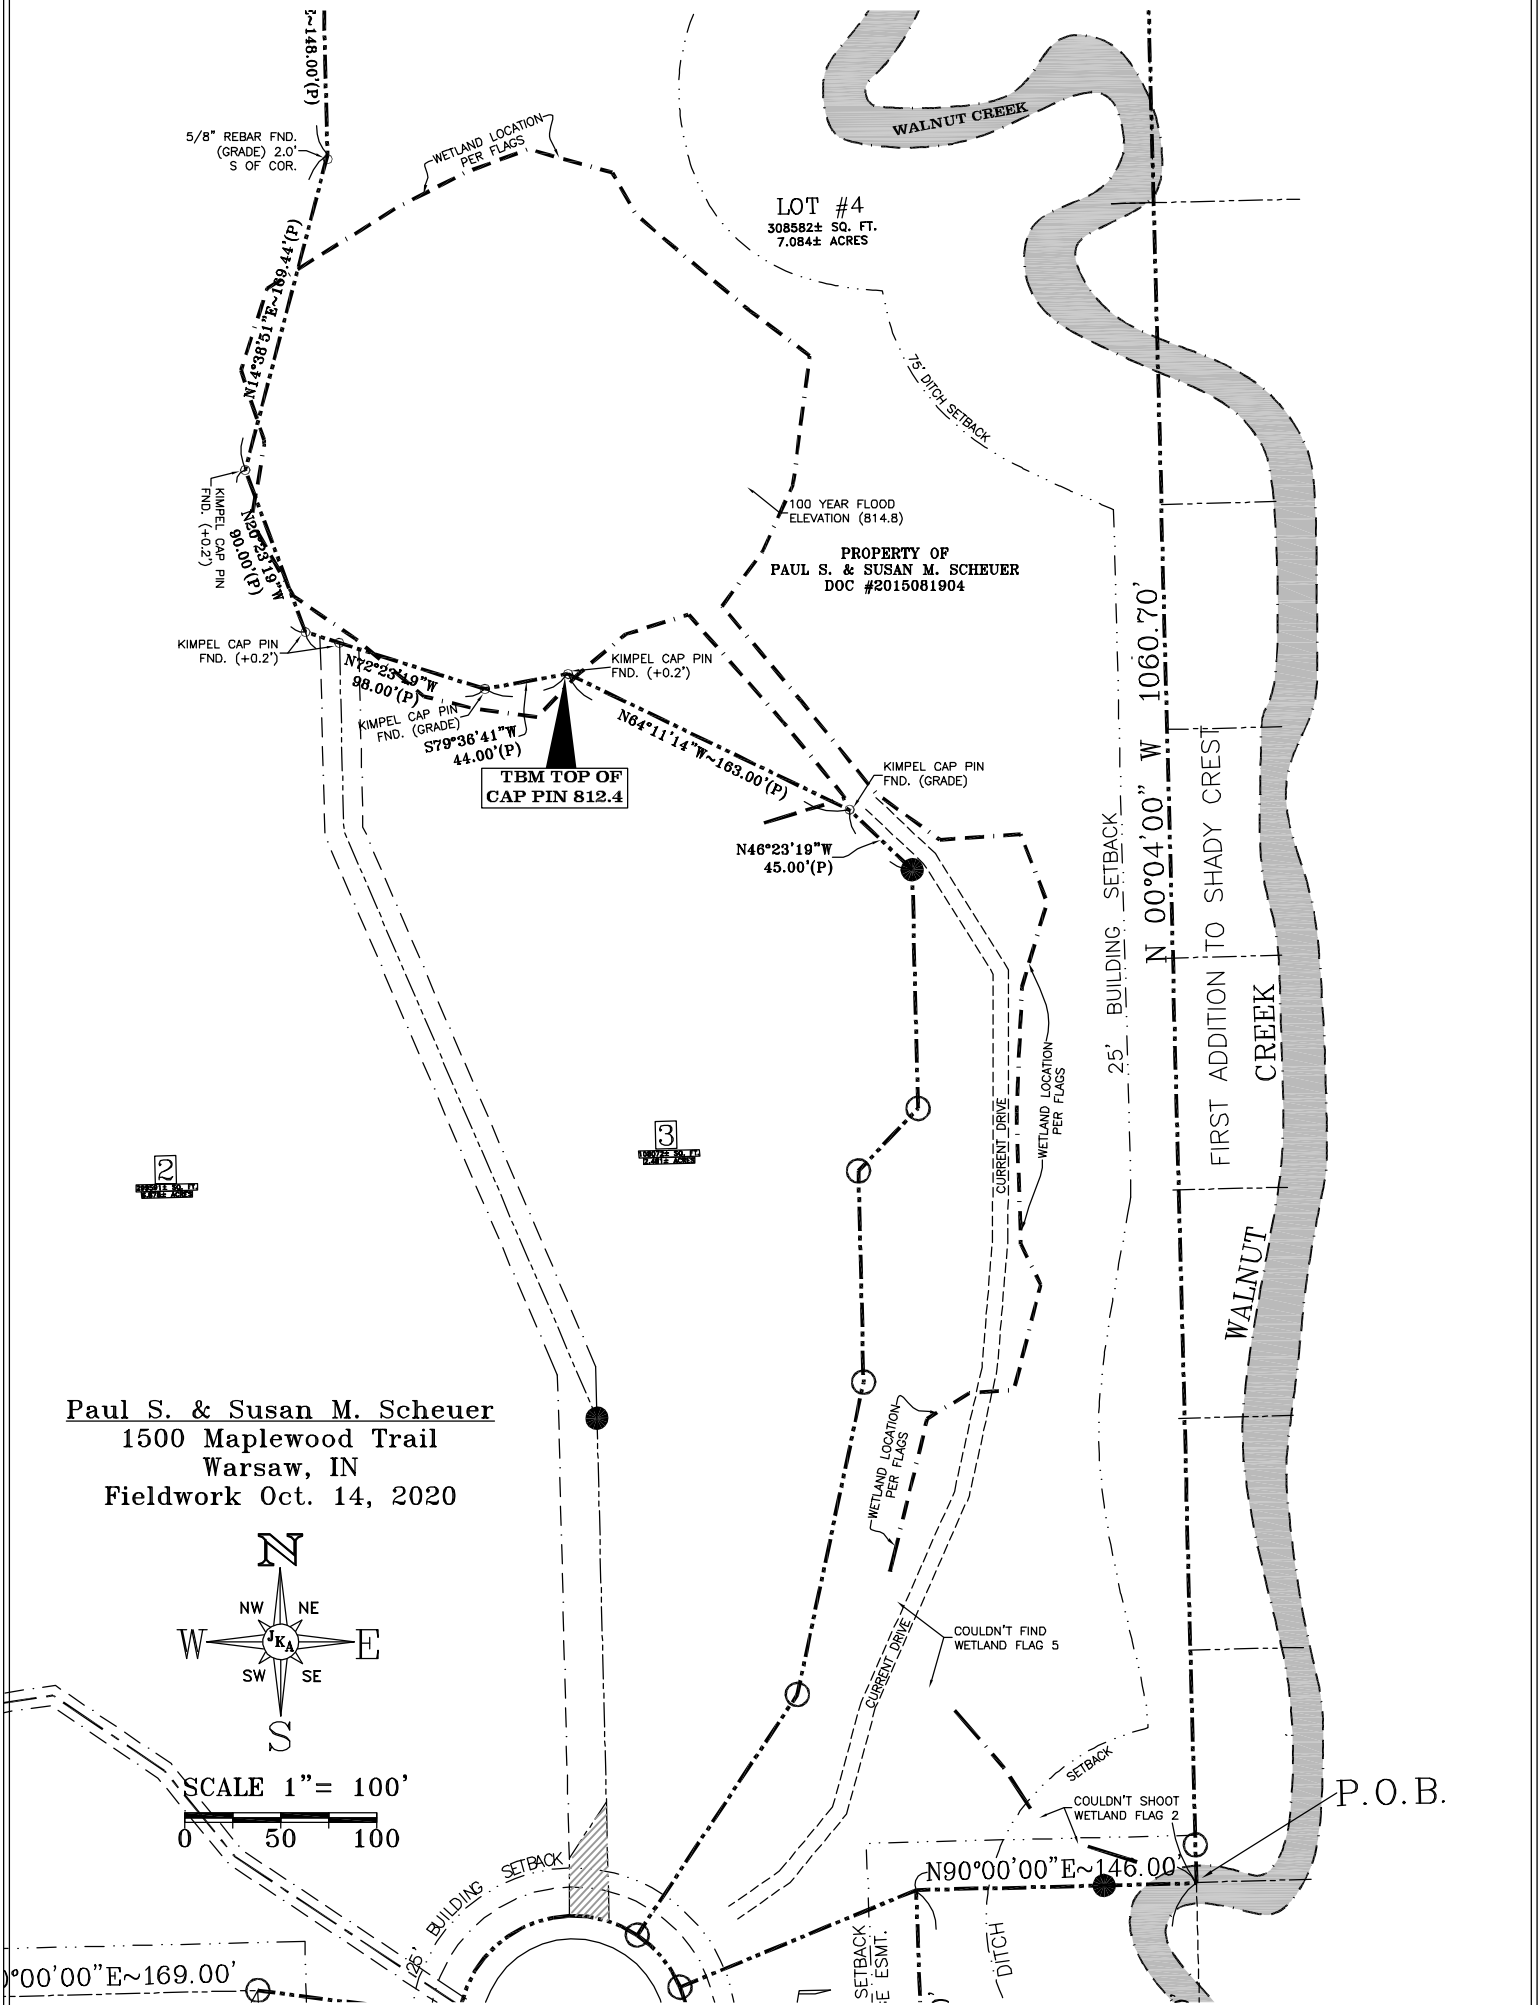 ~148.00'(P)
5/8" REBAR FND.
(GRADE) 2.0'
S OF COR.
WETLAND LOCATION
PER FLAGS
WALNUT CREEK
LOT #4
308582± SQ. FT.
7.084± ACRES
N14°38'51"E~169.44'(P)
75' DITCH SETBACK
KIMPEL CAP PIN
FND. (+0.2')
N20°23'19"W
90.00'(P)
100 YEAR FLOOD
ELEVATION (814.8)
PROPERTY OF
PAUL S. & SUSAN M. SCHEUER
DOC #2015081904
KIMPEL CAP PIN
FND. (+0.2')
N72°23'19"W
98.00'(P)
KIMPEL CAP PIN
FND. (+0.2')
KIMPEL CAP PIN
FND. (GRADE)
S79°36'41"W
44.00'(P)
TBM TOP OF
CAP PIN 812.4
N64°11'14"W~163.00'(P)
KIMPEL CAP PIN
FND. (GRADE)
N46°23'19"W
45.00'(P)
N 00°04'00" W 1060.70'
25' BUILDING SETBACK
FIRST ADDITION TO SHADY CREST
WALNUT
CREEK
WETLAND LOCATION
PER FLAGS
CURRENT DRIVE
2
3
Paul S. & Susan M. Scheuer
1500 Maplewood Trail
Warsaw, IN
Fieldwork Oct. 14, 2020
WETLAND LOCATION
PER FLAGS
N
NW NE
W JKA E
SW SE
S
COULDN'T FIND
WETLAND FLAG 5
CURRENT DRIVE
SCALE 1"= 100'
0 50 100
SETBACK
COULDN'T SHOOT
WETLAND FLAG 2
P.O.B.
25' BUILDING SETBACK
N90°00'00"E~146.00'
SETBACK
ESMT.
DITCH
°00'00"E~169.00'